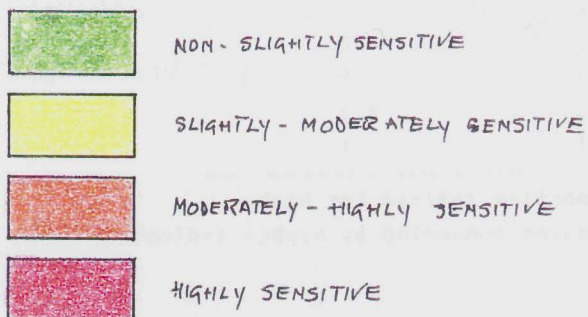 NON - SLIGHTLY SENSITIVE
SLIGHTLY - MODERATELY SENSITIVE
MODERATELY - HIGHLY SENSITIVE
HIGHLY SENSITIVE